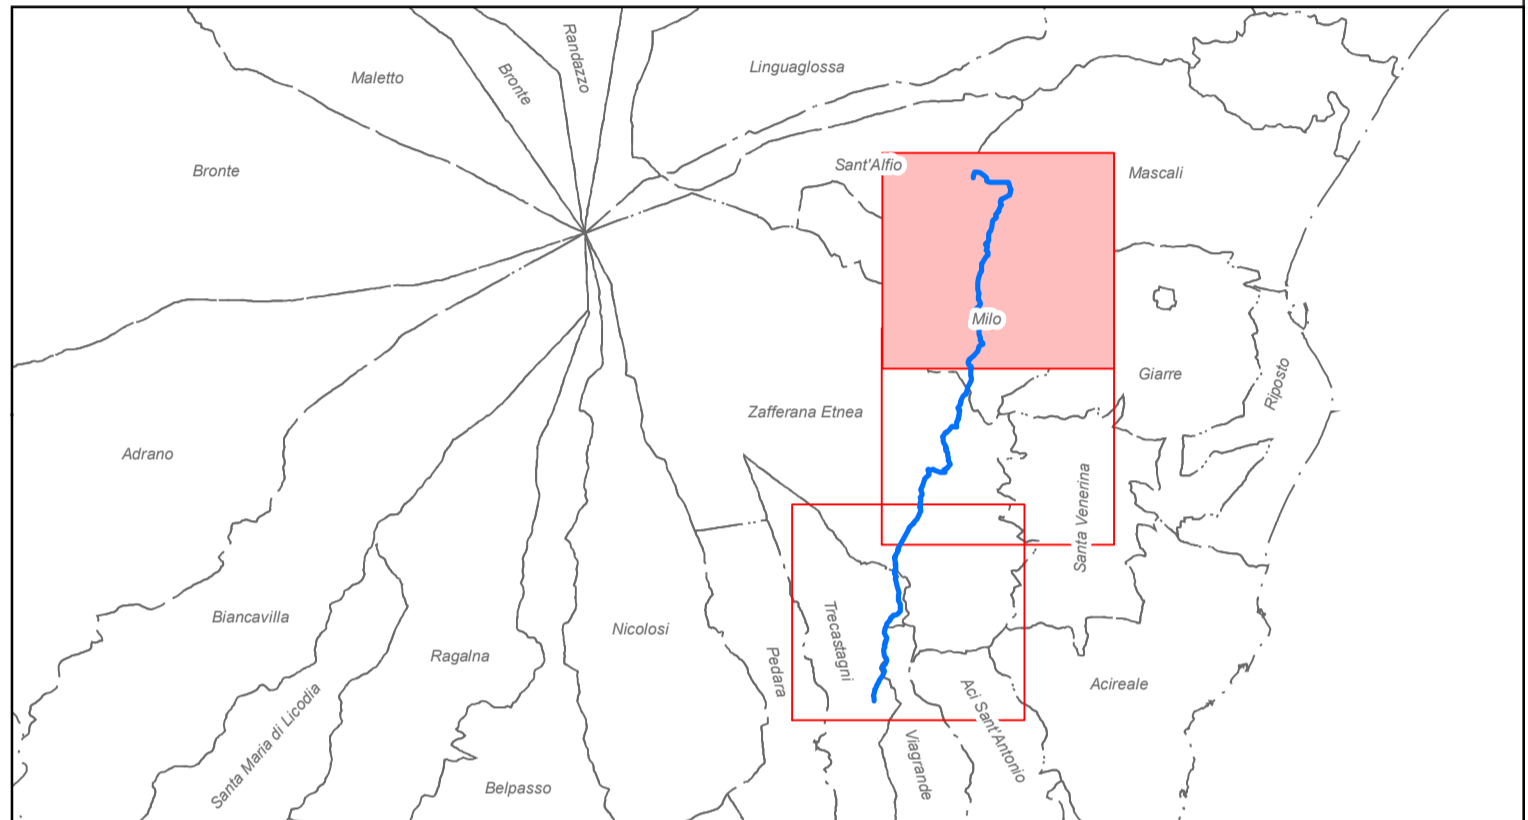 Randazzo
Linguaglossa
Maletto
Bronte
Bronte
Sant'Alfio
Mascali
Milo
Giarre
Riposto
Zafferana Etnea
Adrano
Santa Venerina
Biancavilla
Nicolosi
Trecastagni
Ragalna
Pedara
Acireale
Aci Sant'Antonio
Santa Maria di Licodia
Viagrande
Belpasso